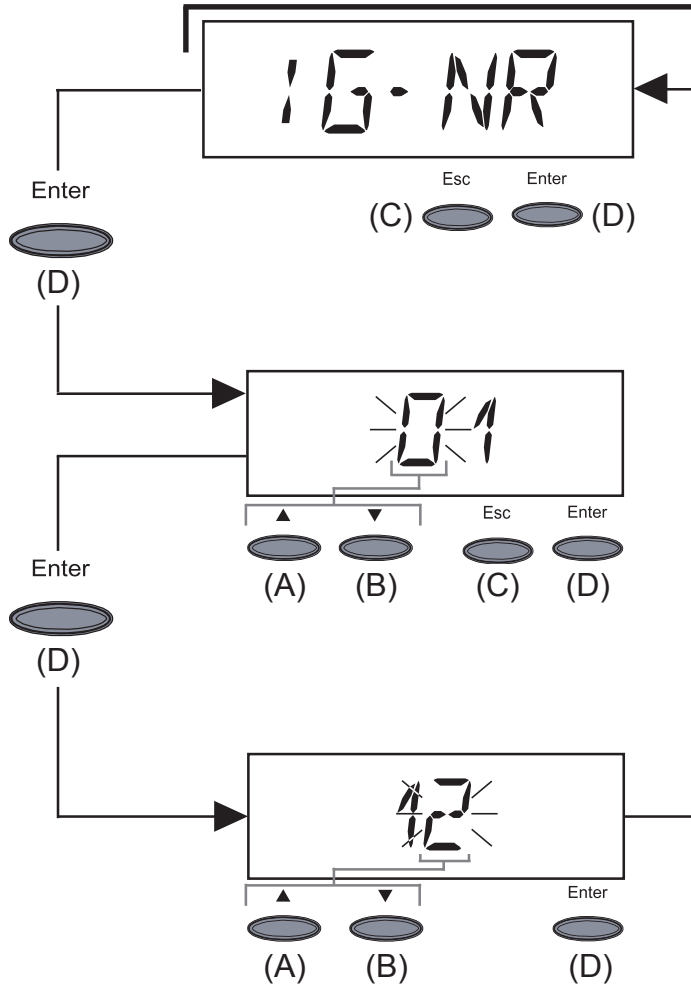 IG-NR
Enter
Esc Enter
(C) (D)
(D)
01
▲ ▼ Esc Enter
Enter
(A) (B) (C) (D)
(D)
12
▲ ▼ Enter
(A) (B) (D)